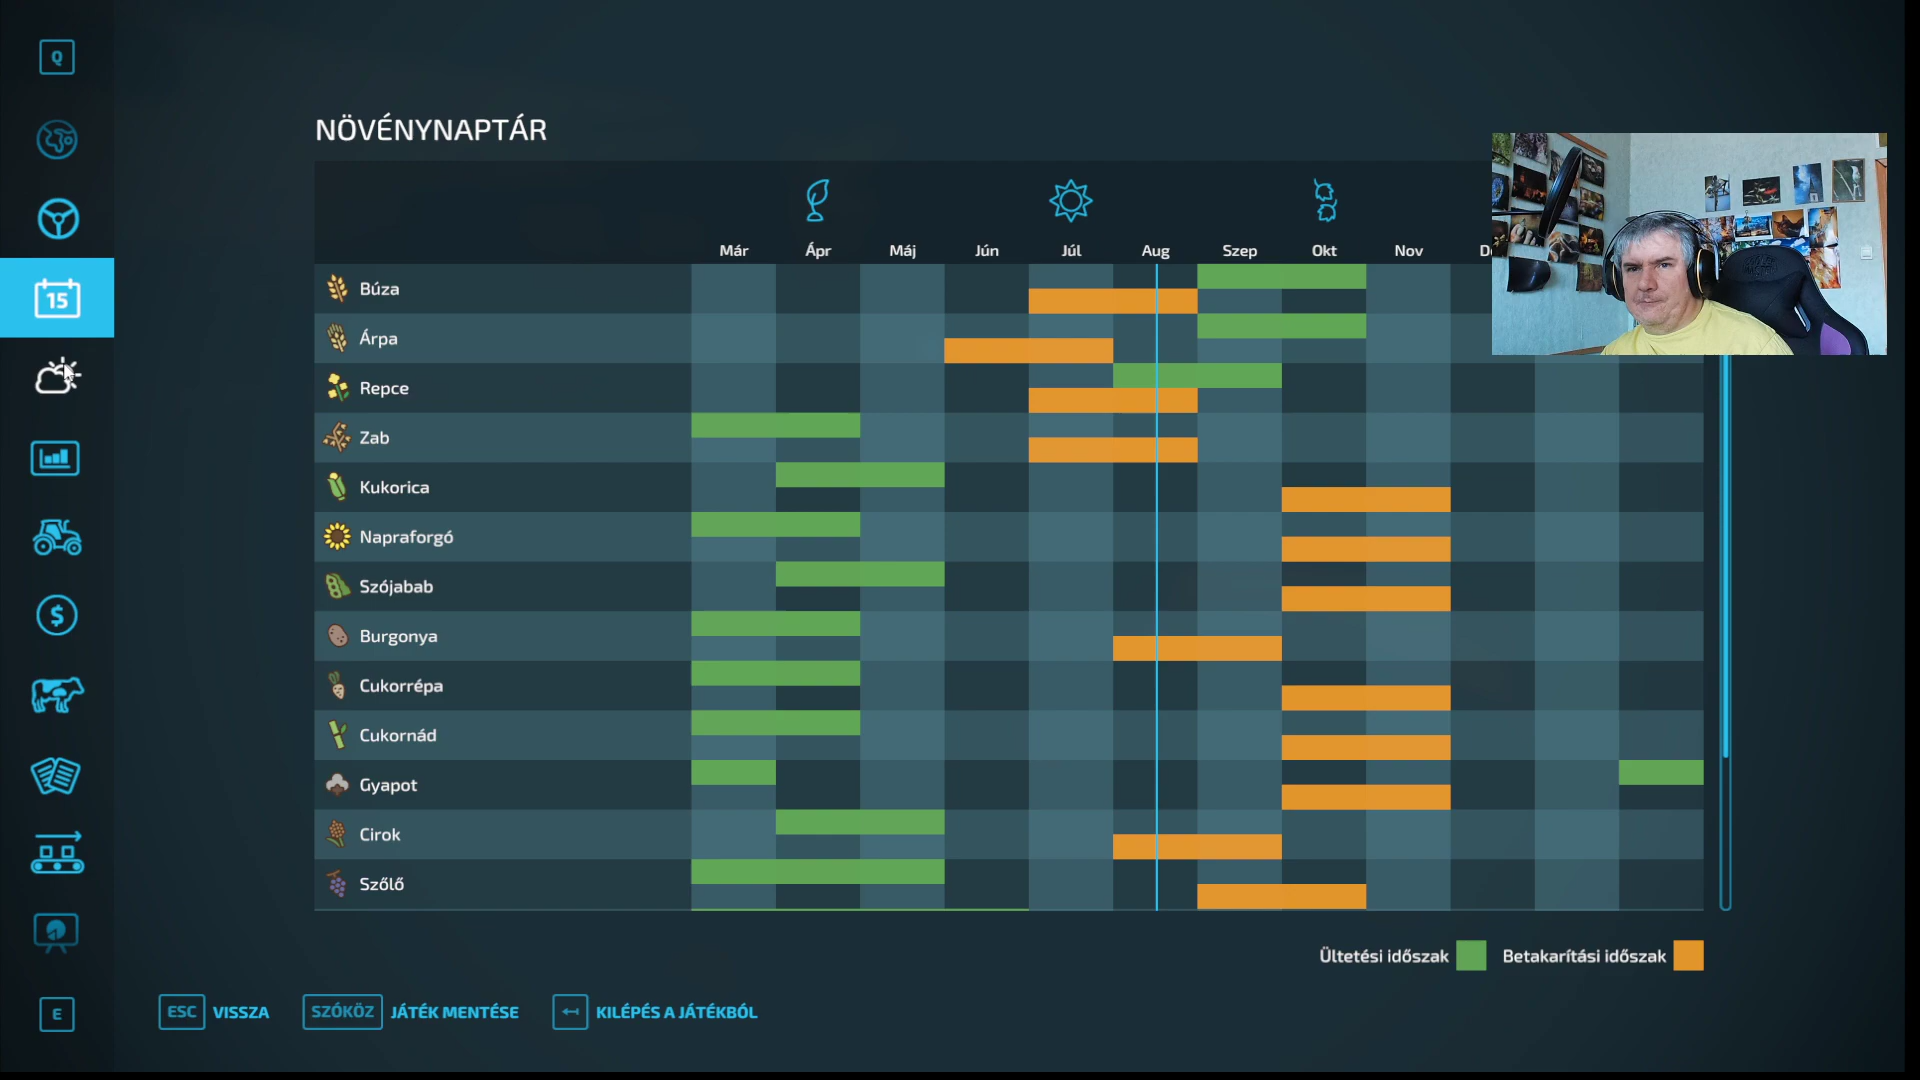 Q
NÖVÉNYNAPTÁR
Már Ápr Máj Jún Júl Aug Szep Okt Nov
15
Búza
Árpa
Repce
Zab
Kukorica
Napraforgó
Szójabab
Burgonya
Cukorrépa
Cukornád
Gyapot
Cirok
Szőlő
Ültetési időszak Betakarítási időszak
E
ESC VISSZA SZÓKÖZ JÁTÉK MENTÉSE KILÉPÉS A JÁTÉKBÓL